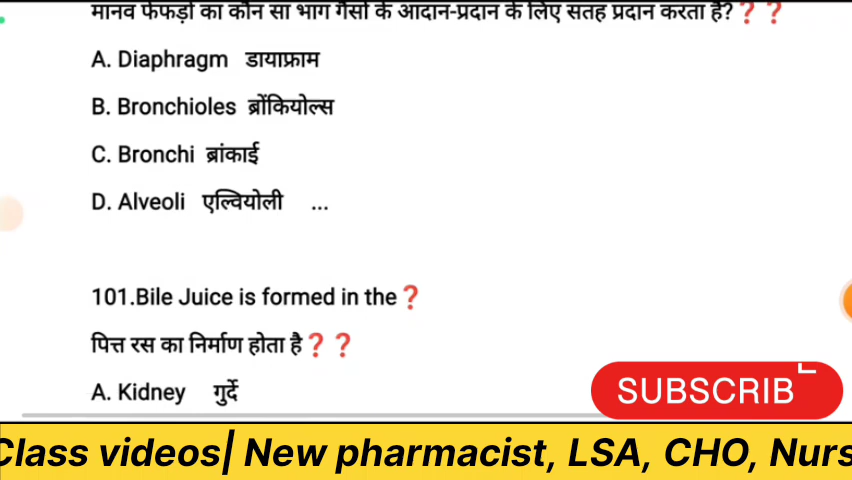 मानव फेफड़ों का कौन सा भाग गैसों के आदान-प्रदान के लिए सतह प्रदान करता है?❓❓
A. Diaphragm डायाफ्राम
B. Bronchioles ब्रोंकियोल्स
C. Bronchi ब्रांकाई
D. Alveoli एल्वियोली ...
101.Bile Juice is formed in the❓
पित्त रस का निर्माण होता है❓❓
A. Kidney गुर्दे
SUBSCRIB
Class videos| New pharmacist, LSA, CHO, Nurs